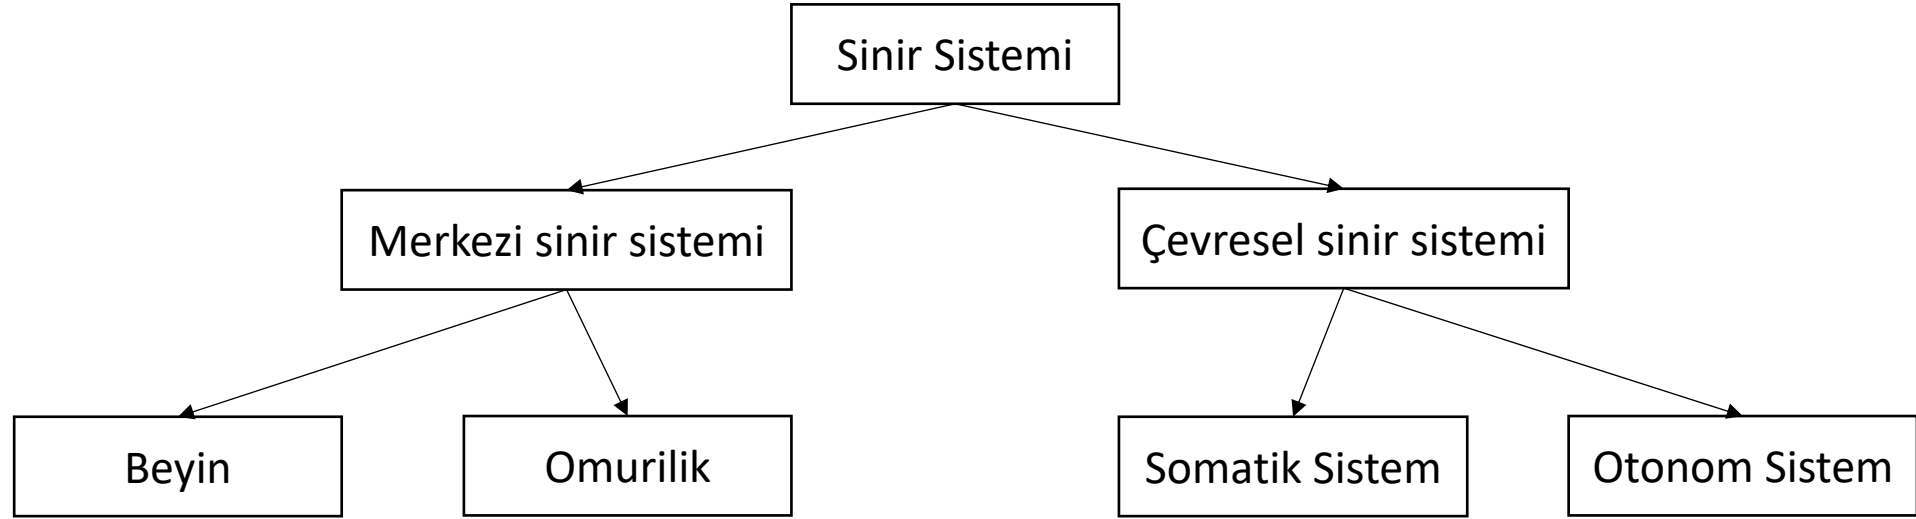 Sinir Sistemi
Merkezi sinir sistemi
Çevresel sinir sistemi
Beyin
Omurilik
Somatik Sistem
Otonom Sistem